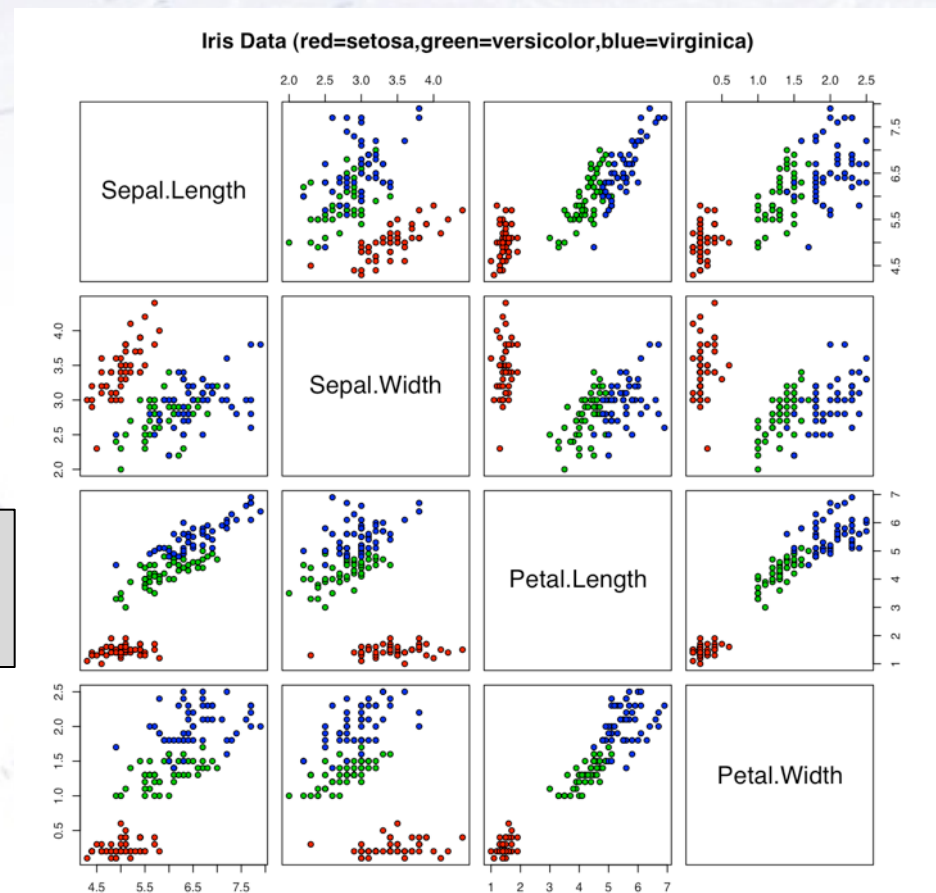 Iris Data (red=setosa,green=versicolor,blue=virginica)
2.0 2.5 3.0 3.5 4.0
0.5 1.0 1.5 2.0 2.5
Sepal.Length
4.5 5.5 6.5 7.5
2.0 2.5 3.0 3.5 4.0
Sepal.Width
Petal.Length
1 2 3 4 5 6 7
0.5 1.0 1.5 2.0 2.5
Petal.Width
4.5 5.5 6.5 7.5
1 2 3 4 5 6 7